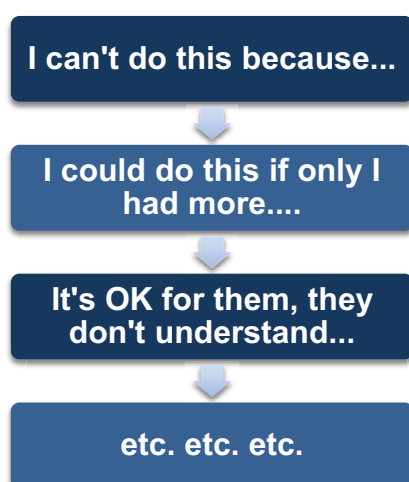 I can't do this because...
I could do this if only I
had more....
It's OK for them, they
don't understand...
etc. etc. etc.